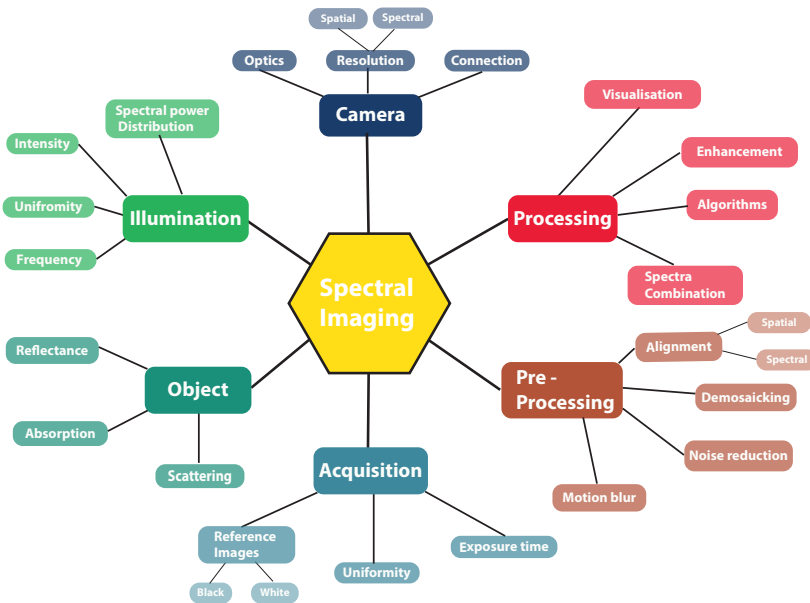 Spatial
Spectral
Optics
Resolution
Connection
Camera
Spectral power
Distribution
Intensity
Unifromity
Frequency
Illumination
Visualisation
Enhancement
Algorithms
Spectra
Combination
Processing
Spectral
Imaging
Reflectance
Absorption
Scattering
Object
Alignment
Spatial
Spectral
Demosaicking
Noise reduction
Motion blur
Pre -
Processing
Acquisition
Reference
Images
Black
White
Uniformity
Exposure time